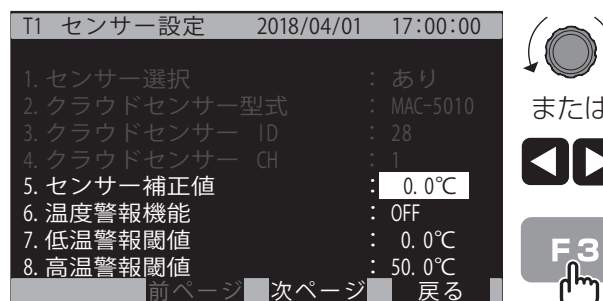 T1 センサー設定 2018/04/01 17:00:00
1. センサー選択 : あり
2. クラウドセンサー型式 : MAC-5010
3. クラウドセンサー ID : 28
4. クラウドセンサー CH : 1
5. センサー補正値 : 0. 0℃
6. 温度警報機能 : OFF
7. 低温警報閾値 : 0. 0℃
8. 高温警報閾値 : 50. 0℃
前ページ 次ページ 戻る
または
F3